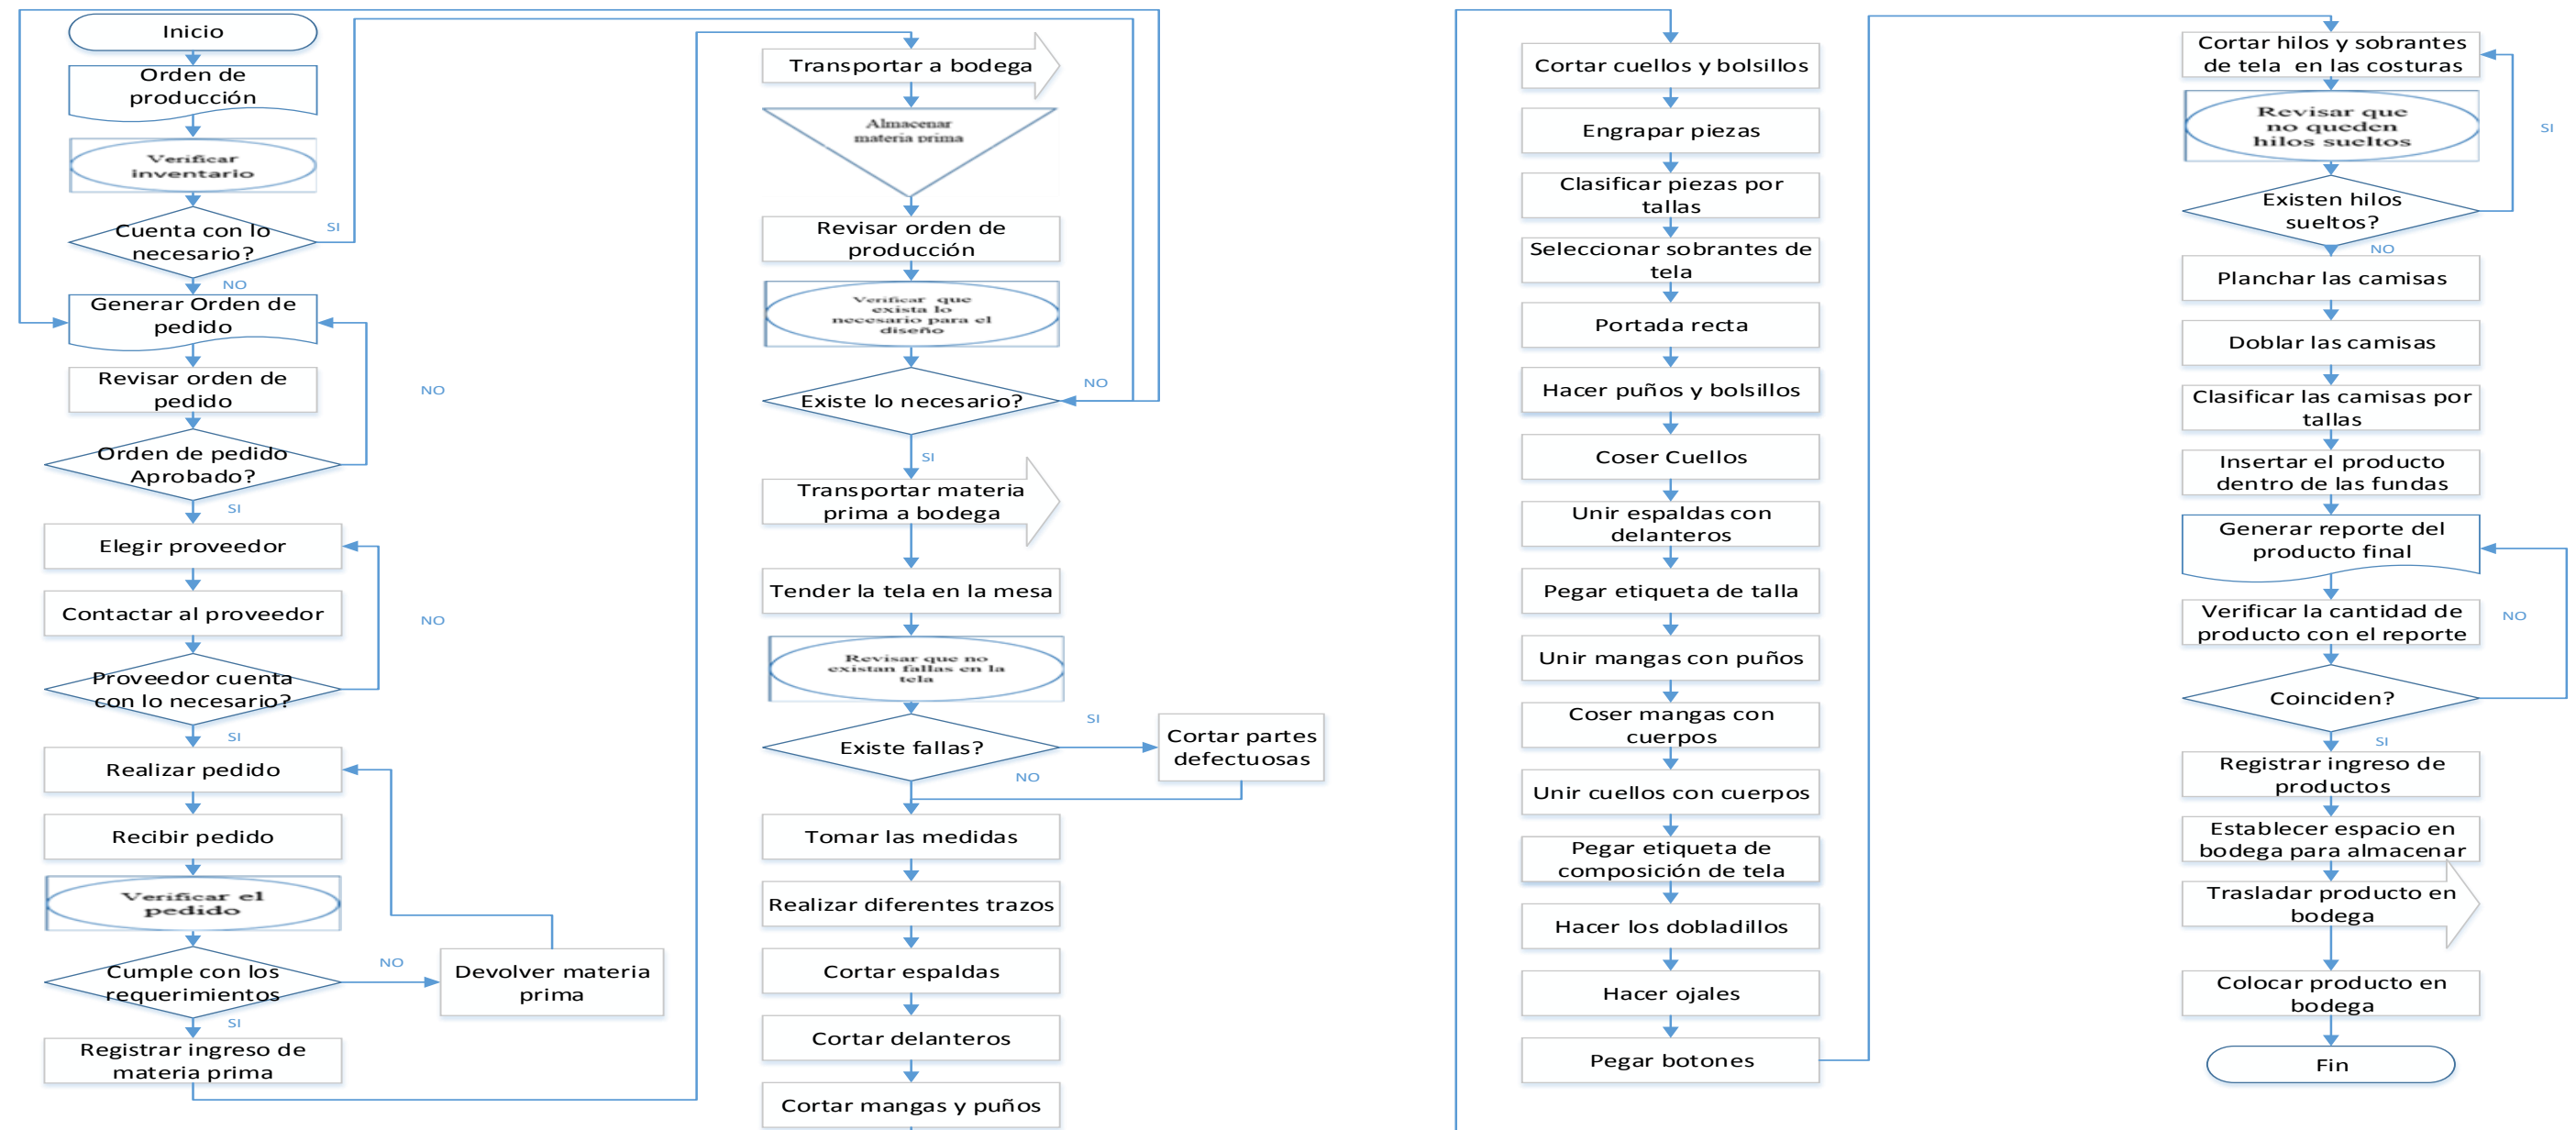 Inicio
Orden de
producción
Verificar
inventario
Cuenta con lo
necesario?
SI
NO
Generar Orden de
pedido
Revisar orden de
pedido
NO
Orden de pedido
Aprobado?
SI
Elegir proveedor
Contactar al proveedor
NO
Proveedor cuenta
con lo necesario?
SI
Realizar pedido
Recibir pedido
Verificar el
pedido
Cumple con los
requerimientos
NO
Devolver materia
prima
SI
Registrar ingreso de
materia prima
Transportar a bodega
Almacenar
materia prima
Revisar orden de
producción
Verificar que
exista lo
necesario para el
diseño
Existe lo necesario?
NO
SI
Transportar materia
prima a bodega
Tender la tela en la mesa
Revisar que no
existan fallas en la
tela
Existe fallas?
SI
Cortar partes
defectuosas
NO
Tomar las medidas
Realizar diferentes trazos
Cortar espaldas
Cortar delanteros
Cortar mangas y puños
Cortar cuellos y bolsillos
Engrapar piezas
Clasificar piezas por
tallas
Seleccionar sobrantes de
tela
Portada recta
Hacer puños y bolsillos
Coser Cuellos
Unir espaldas con
delanteros
Pegar etiqueta de talla
Unir mangas con puños
Coser mangas con
cuerpos
Unir cuellos con cuerpos
Pegar etiqueta de
composición de tela
Hacer los dobladillos
Hacer ojales
Pegar botones
Cortar hilos y sobrantes
de tela en las costuras
Revisar que
no queden
hilos sueltos
SI
Existen hilos
sueltos?
NO
Planchar las camisas
Doblar las camisas
Clasificar las camisas por
tallas
Insertar el producto
dentro de las fundas
Generar reporte del
producto final
Verificar la cantidad de
producto con el reporte
NO
Coinciden?
SI
Registrar ingreso de
productos
Establecer espacio en
bodega para almacenar
Trasladar producto en
bodega
Colocar producto en
bodega
Fin